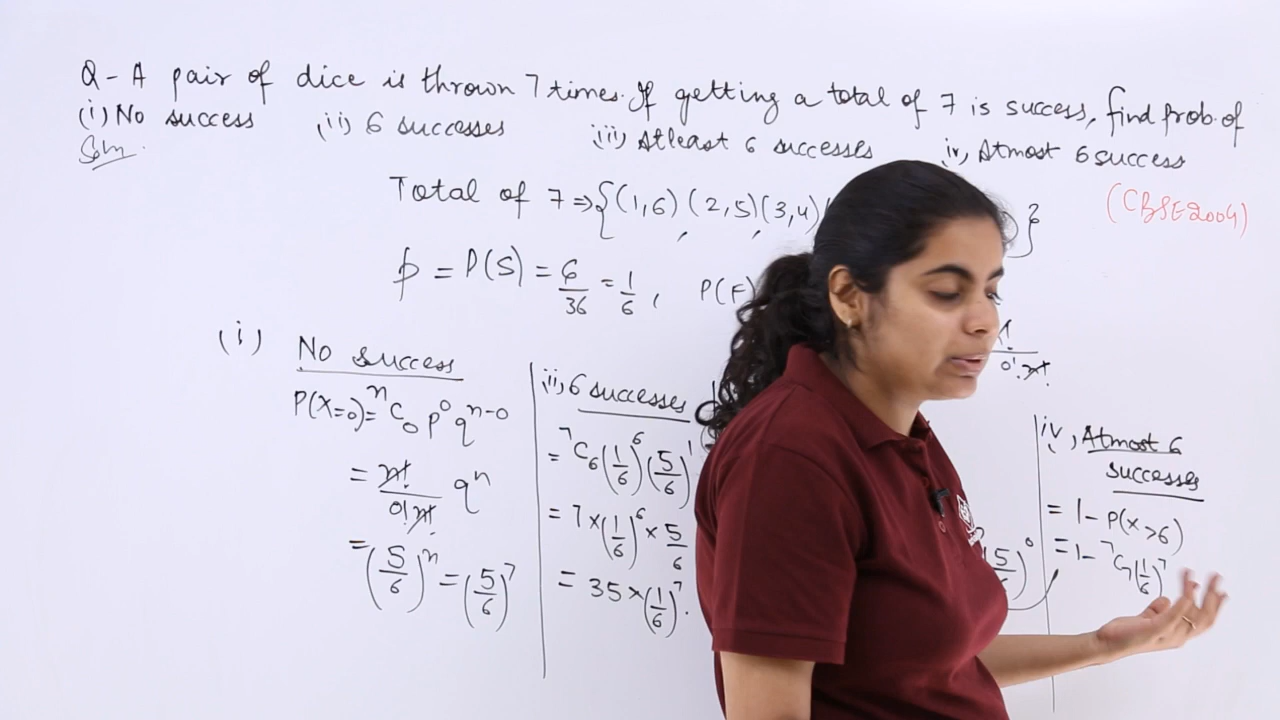 Q - A pair of dice is thrown 7 times. If getting a total of 7 is success, find prob. of
(i) No success (ii) 6 successes (iii) Atleast 6 successes iv) Atmost 6 success
Soln.
(CBSE 2004)
Total of 7 ⇒ {(1,6), (2,5), (3,4) ) }
p = P(S) = 6/36 = 1/6, P(F)
(i) No success
P(X=0) = ⁿC₀ p⁰ qⁿ⁻⁰
= n!/0! n! qⁿ
= (5/6)ⁿ = (5/6)⁷
ii, 6 successes
= ⁷C₆ (1/6)⁶ (5/6)¹
= 7 × (1/6)⁶ × 5/6
= 35 × (1/6)⁷.
0! n!
(5/6)⁰
iv, Atmost 6
successes
= 1 - P(X>6)
= 1 - ⁷C₇ (1/6)⁷